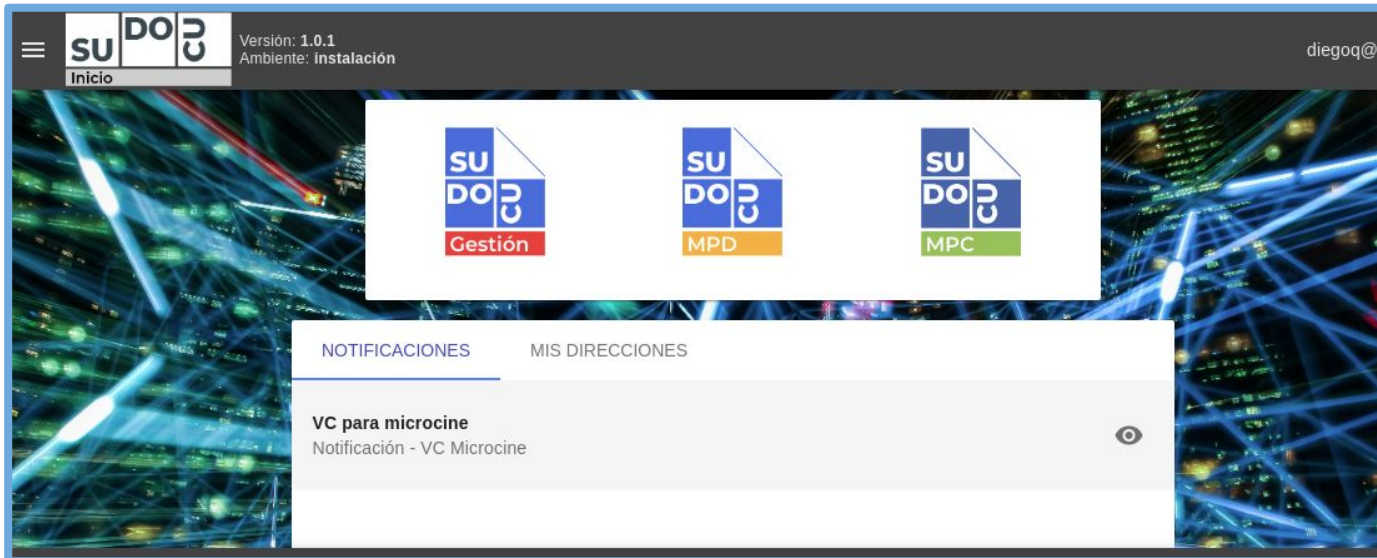 SU DO CU
Inicio
Versión: 1.0.1
Ambiente: instalación
diegoq@
SU
DO CU
Gestión
SU
DO CU
MPD
SU
DO CU
MPC
NOTIFICACIONES MIS DIRECCIONES
VC para microcine
Notificación - VC Microcine